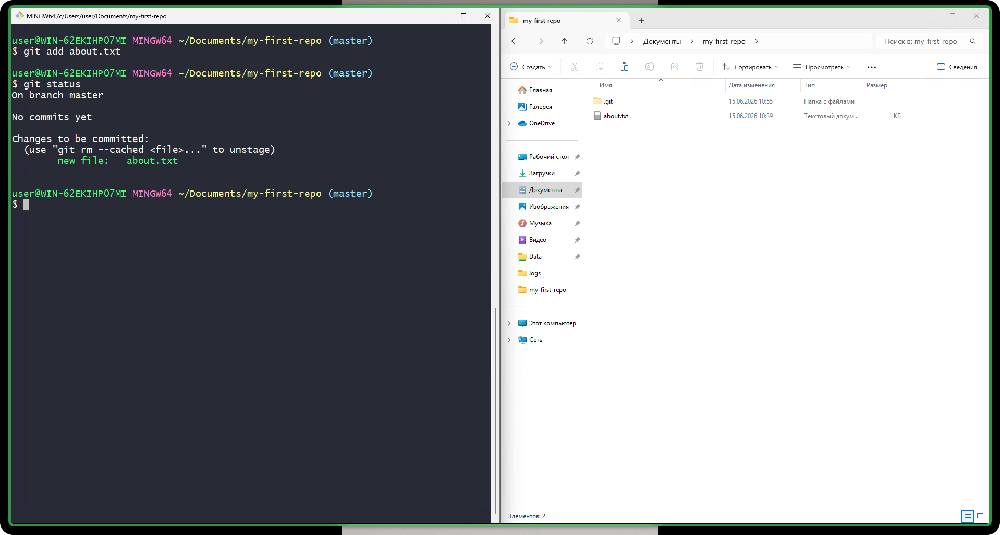 MINGW64:/c/Users/user/Documents/my-first-repo
user@WIN-62EKIHPO7MI MINGW64 ~/Documents/my-first-repo (master)
$ git add about.txt
user@WIN-62EKIHPO7MI MINGW64 ~/Documents/my-first-repo (master)
$ git status
On branch master
No commits yet
Changes to be committed:
(use "git rm --cached <file>..." to unstage)
new file: about.txt
user@WIN-62EKIHPO7MI MINGW64 ~/Documents/my-first-repo (master)
$
my-first-repo
Документы my-first-repo
Поиск в: my-first-repo
Создать Сортировать Просмотреть Сведения
Главная
Галерея
OneDrive
Рабочий стол
Загрузки
Документы
Изображения
Музыка
Видео
Data
logs
my-first-repo
Этот компьютер
Сеть
Имя Дата изменения Тип Размер
.git 15.06.2026 10:55 Папка с файлами
about.txt 15.06.2026 10:39 Текстовый докум... 1 КБ
Элементов: 2